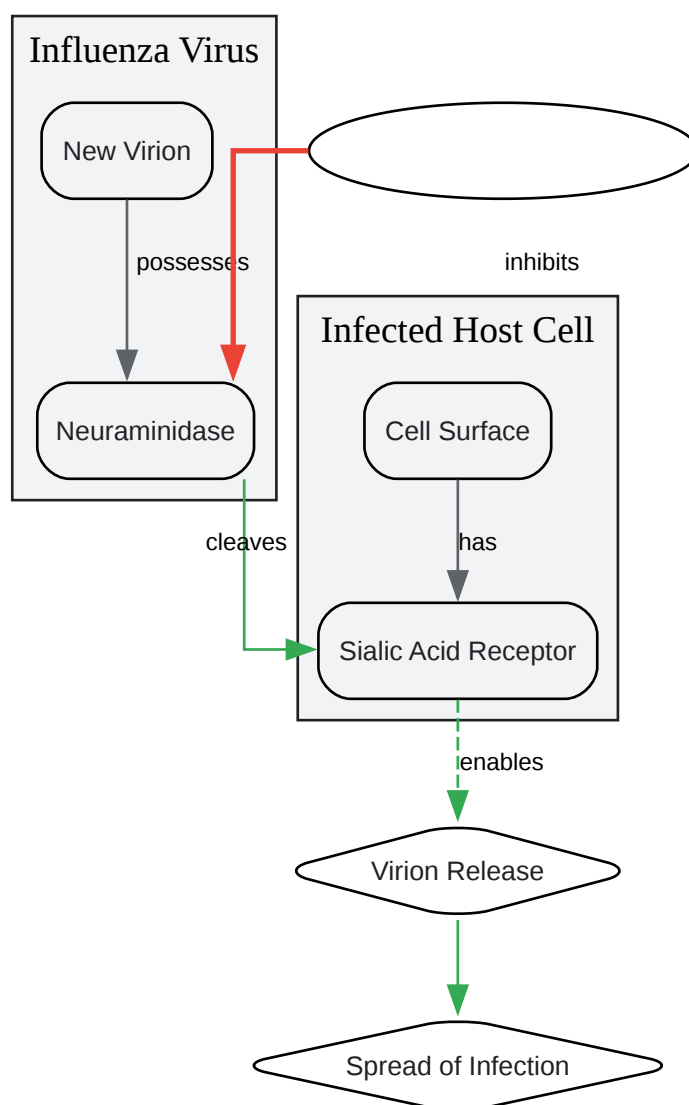 Influenza Virus
New Virion
possesses
inhibits
Infected Host Cell
Neuraminidase
Cell Surface
cleaves
has
Sialic Acid Receptor
enables
Virion Release
Spread of Infection